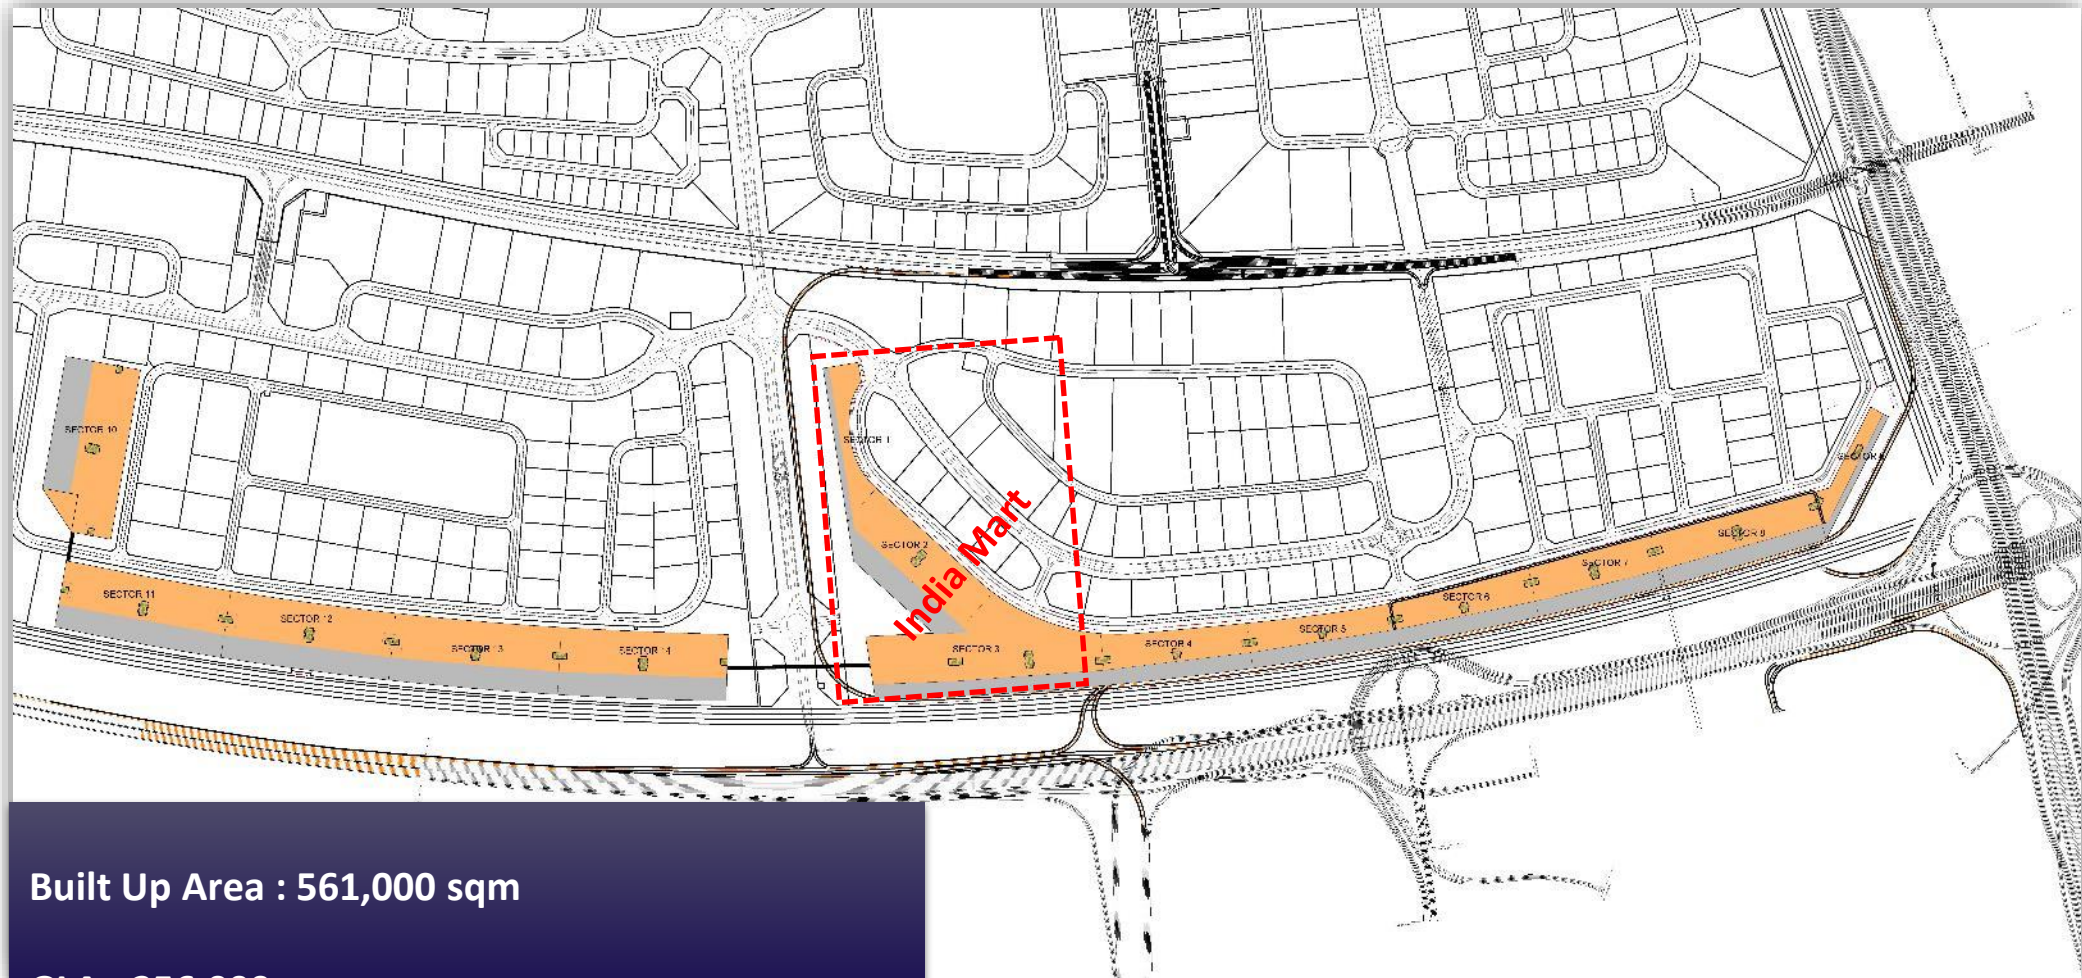 SECTOR 10
SECTOR 1
SECTOR 2
India Mart
SECTOR 3
SECTOR 4
SECTOR 5
SECTOR 6
SECTOR 7
SECTOR 8
SECTOR
SECTOR 11
SECTOR 12
SECTOR 13
SECTOR 14
Built Up Area : 561,000 sqm